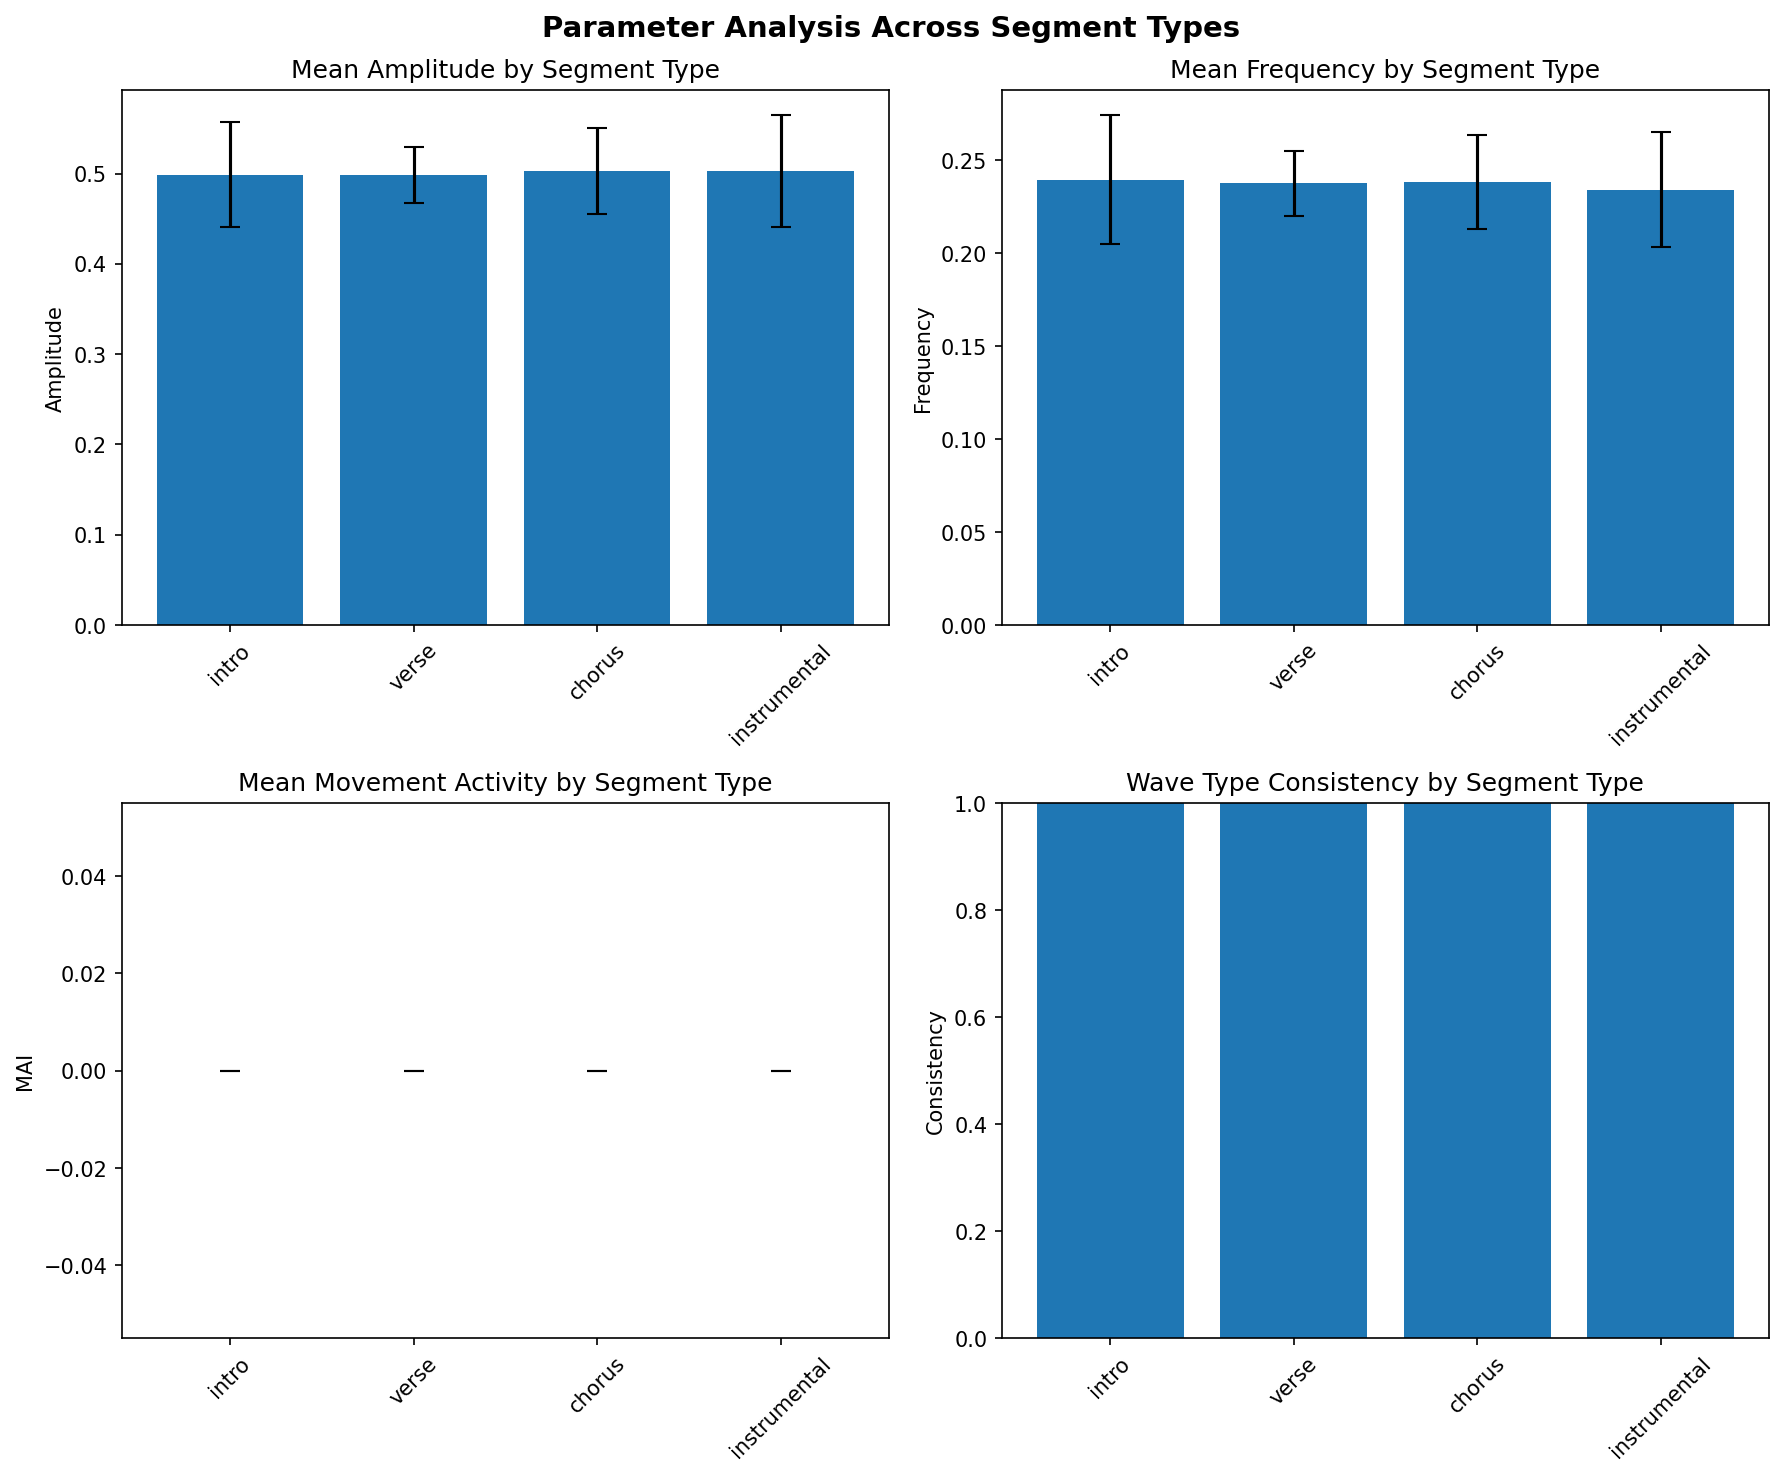 Parameter Analysis Across Segment Types
Mean Amplitude by Segment Type
Amplitude
0.5
0.4
0.3
0.2
0.1
0.0
intro
verse
chorus
instrumental
Mean Frequency by Segment Type
Frequency
0.25
0.20
0.15
0.10
0.05
0.00
intro
verse
chorus
instrumental
Mean Movement Activity by Segment Type
MAI
0.04
0.02
0.00
−0.02
−0.04
intro
verse
chorus
instrumental
Wave Type Consistency by Segment Type
Consistency
1.0
0.8
0.6
0.4
0.2
0.0
intro
verse
chorus
instrumental